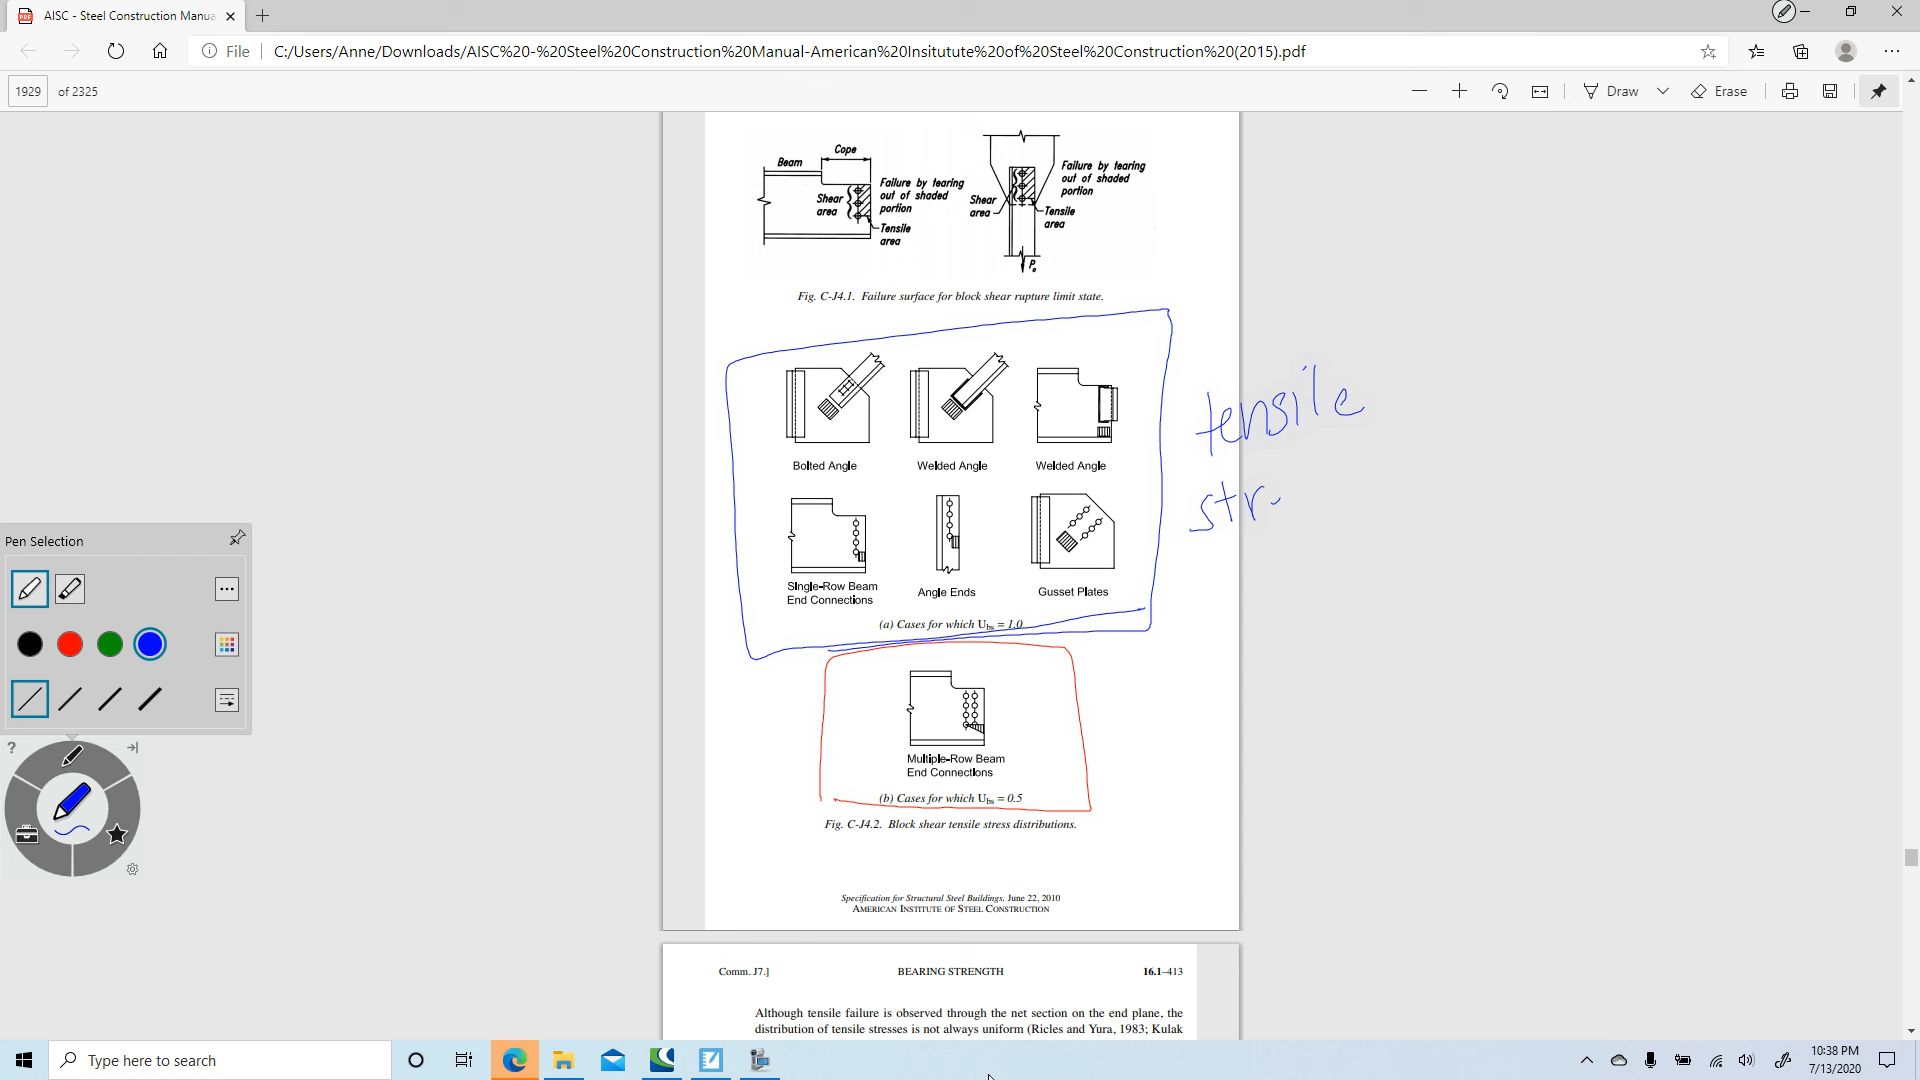 AISC - Steel Construction Manua
File
C:/Users/Anne/Downloads/AISC%20-%20Steel%20Construction%20Manual-American%20Insitutute%20of%20Steel%20Construction%20(2015).pdf
1929 of 2325
Draw
Erase
Beam
Cope
Shear area
Failure by tearing out of shaded portion
Tensile area
Shear area
Failure by tearing out of shaded portion
Tensile area
Po
Fig. C-J4.1. Failure surface for block shear rupture limit state.
Bolted Angle
Welded Angle
Welded Angle
tensile
str
Single-Row Beam
End Connections
Angle Ends
Gusset Plates
(a) Cases for which Ubs = 1.0
Multiple-Row Beam
End Connections
(b) Cases for which Ubs = 0.5
Fig. C-J4.2. Block shear tensile stress distributions.
Specification for Structural Steel Buildings, June 22, 2010
AMERICAN INSTITUTE OF STEEL CONSTRUCTION
Comm. J7.] BEARING STRENGTH 16.1–413
Although tensile failure is observed through the net section on the end plane, the
distribution of tensile stresses is not always uniform (Ricles and Yura, 1983; Kulak
Pen Selection
?
Type here to search
10:38 PM
7/13/2020